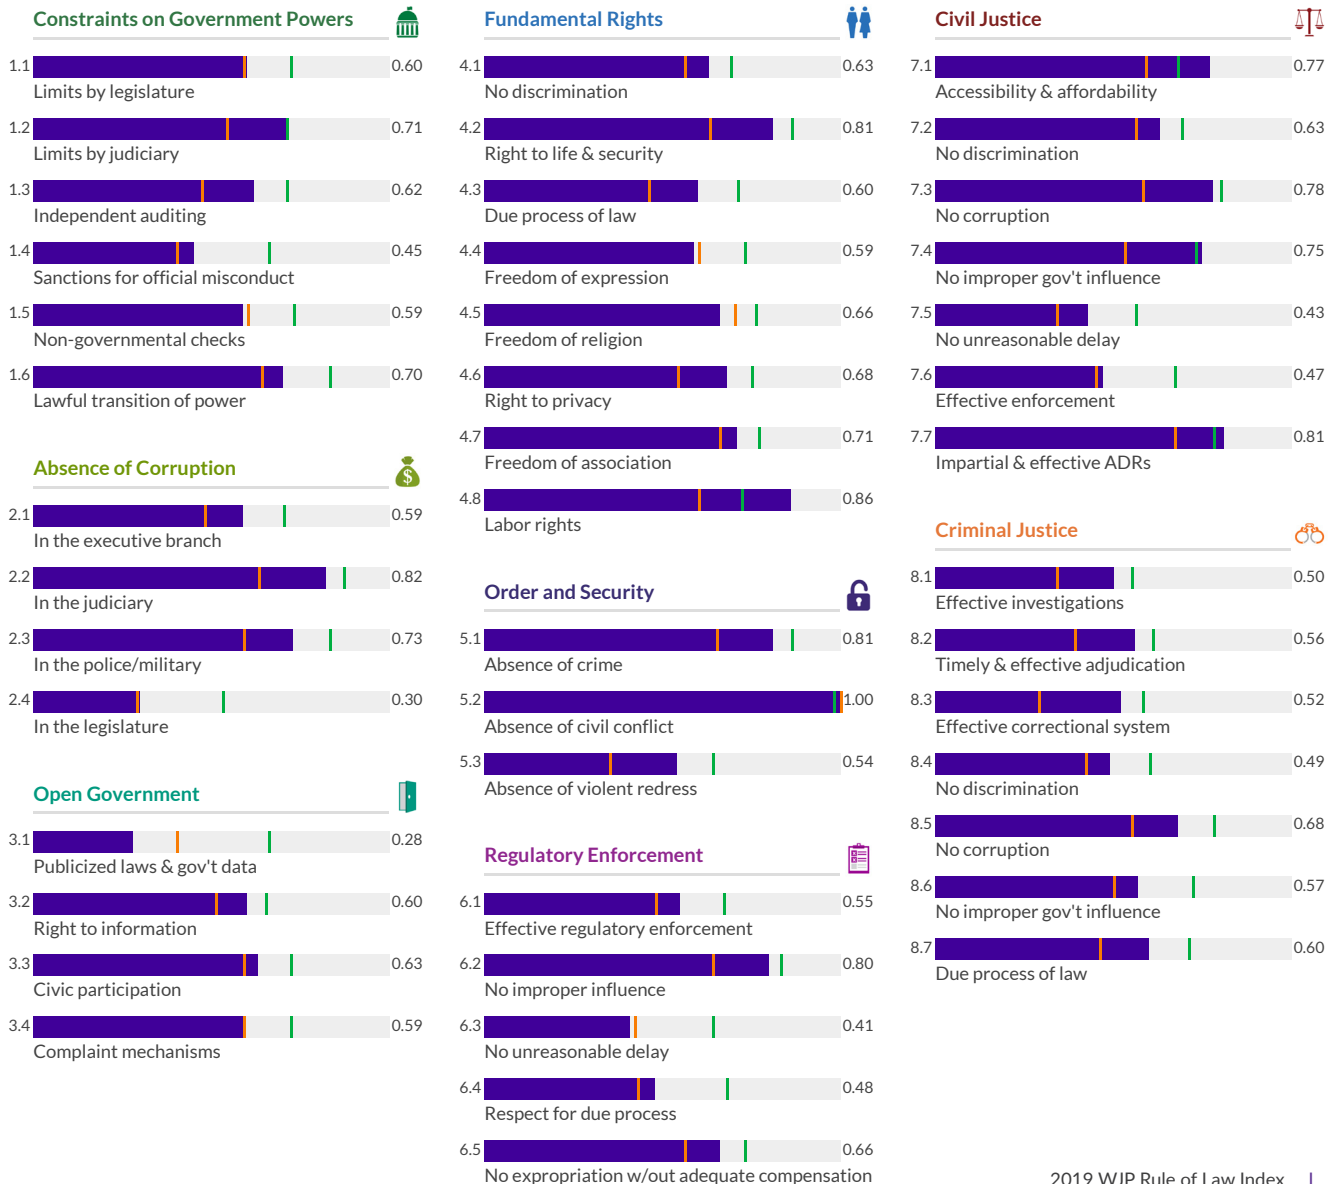 Constraints on Government Powers
1.1 0.60
Limits by legislature
1.2 0.71
Limits by judiciary
1.3 0.62
Independent auditing
1.4 0.45
Sanctions for official misconduct
1.5 0.59
Non-governmental checks
1.6 0.70
Lawful transition of power
Absence of Corruption
$
2.1 0.59
In the executive branch
2.2 0.82
In the judiciary
2.3 0.73
In the police/military
2.4 0.30
In the legislature
Open Government
3.1 0.28
Publicized laws & gov't data
3.2 0.60
Right to information
3.3 0.63
Civic participation
3.4 0.59
Complaint mechanisms
Fundamental Rights
4.1 0.63
No discrimination
4.2 0.81
Right to life & security
4.3 0.60
Due process of law
4.4 0.59
Freedom of expression
4.5 0.66
Freedom of religion
4.6 0.68
Right to privacy
4.7 0.71
Freedom of association
4.8 0.86
Labor rights
Order and Security
5.1 0.81
Absence of crime
5.2 1.00
Absence of civil conflict
5.3 0.54
Absence of violent redress
Regulatory Enforcement
6.1 0.55
Effective regulatory enforcement
6.2 0.80
No improper influence
6.3 0.41
No unreasonable delay
6.4 0.48
Respect for due process
6.5 0.66
No expropriation w/out adequate compensation
Civil Justice
7.1 0.77
Accessibility & affordability
7.2 0.63
No discrimination
7.3 0.78
No corruption
7.4 0.75
No improper gov't influence
7.5 0.43
No unreasonable delay
7.6 0.47
Effective enforcement
7.7 0.81
Impartial & effective ADRs
Criminal Justice
8.1 0.50
Effective investigations
8.2 0.56
Timely & effective adjudication
8.3 0.52
Effective correctional system
8.4 0.49
No discrimination
8.5 0.68
No corruption
8.6 0.57
No improper gov't influence
8.7 0.60
Due process of law
2019 WJP Rule of Law Index |